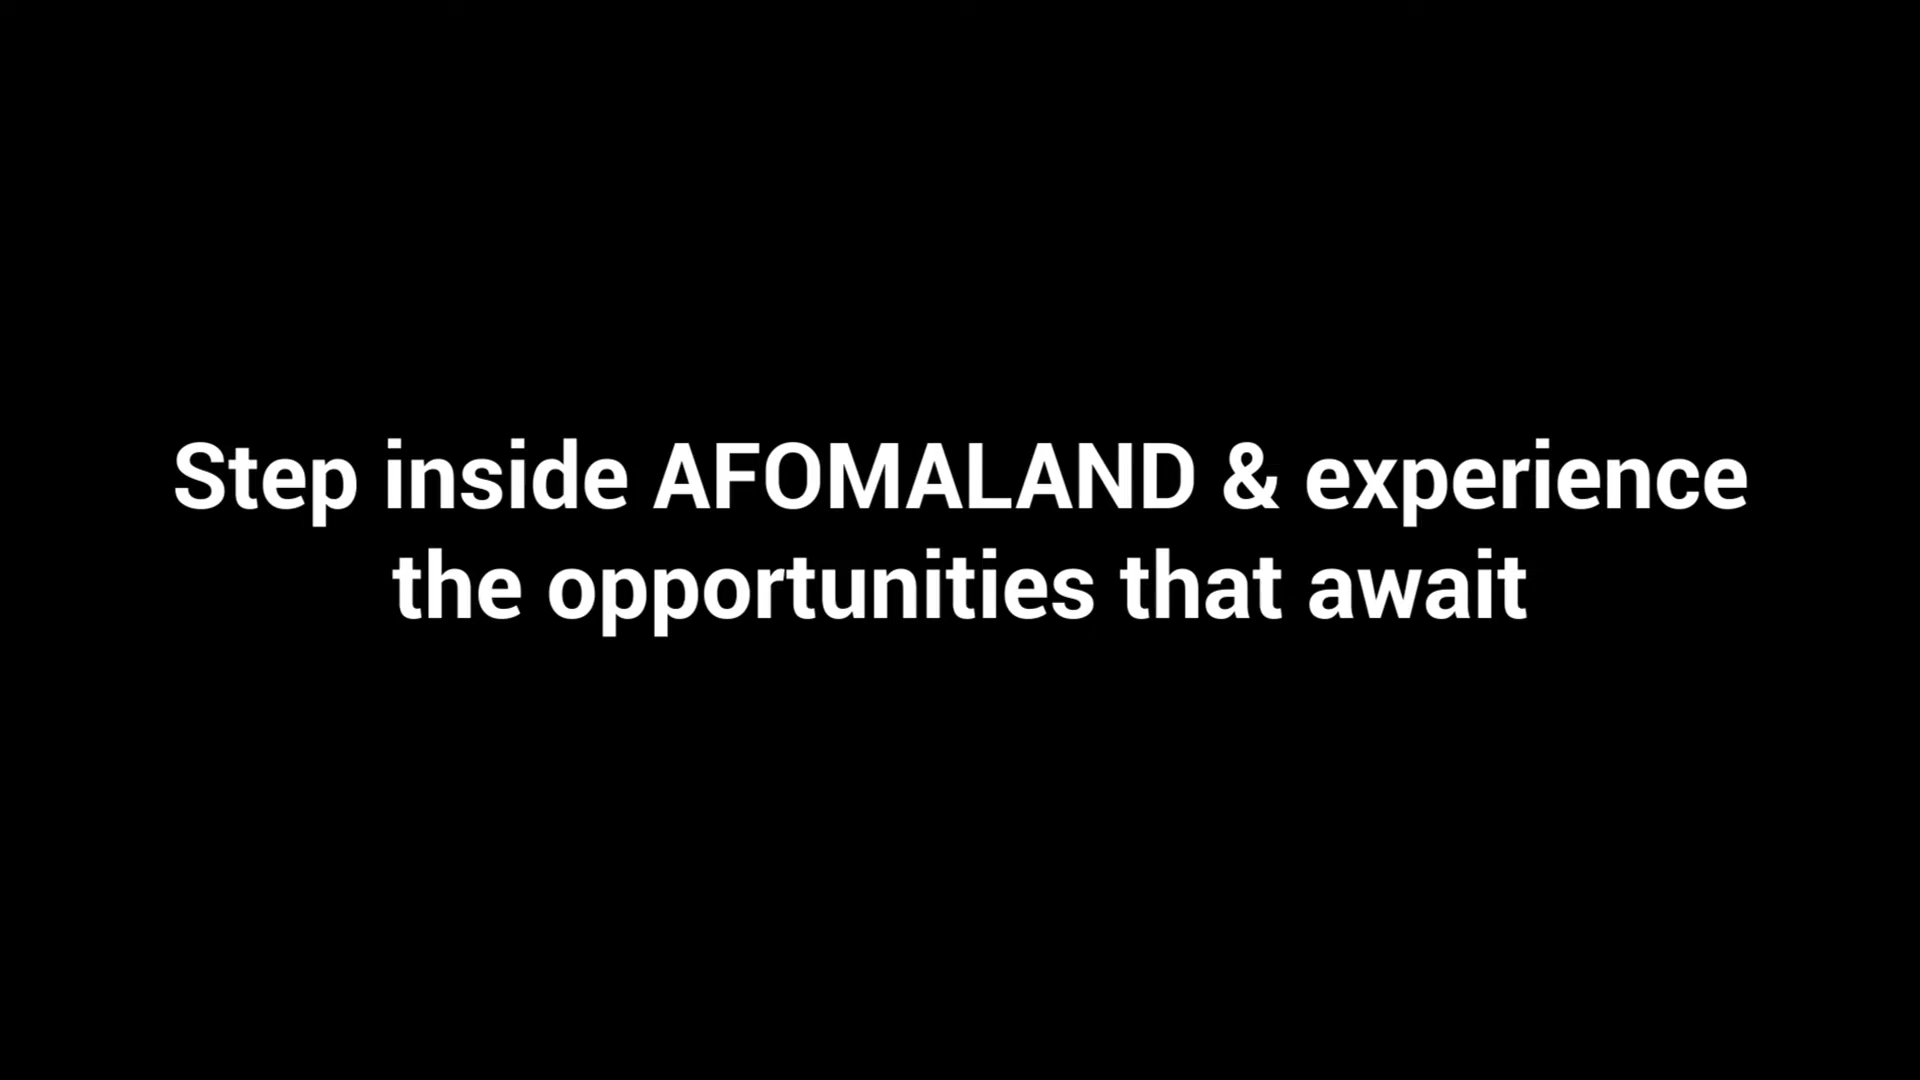 Step inside AFOMALAND & experience
the opportunities that await